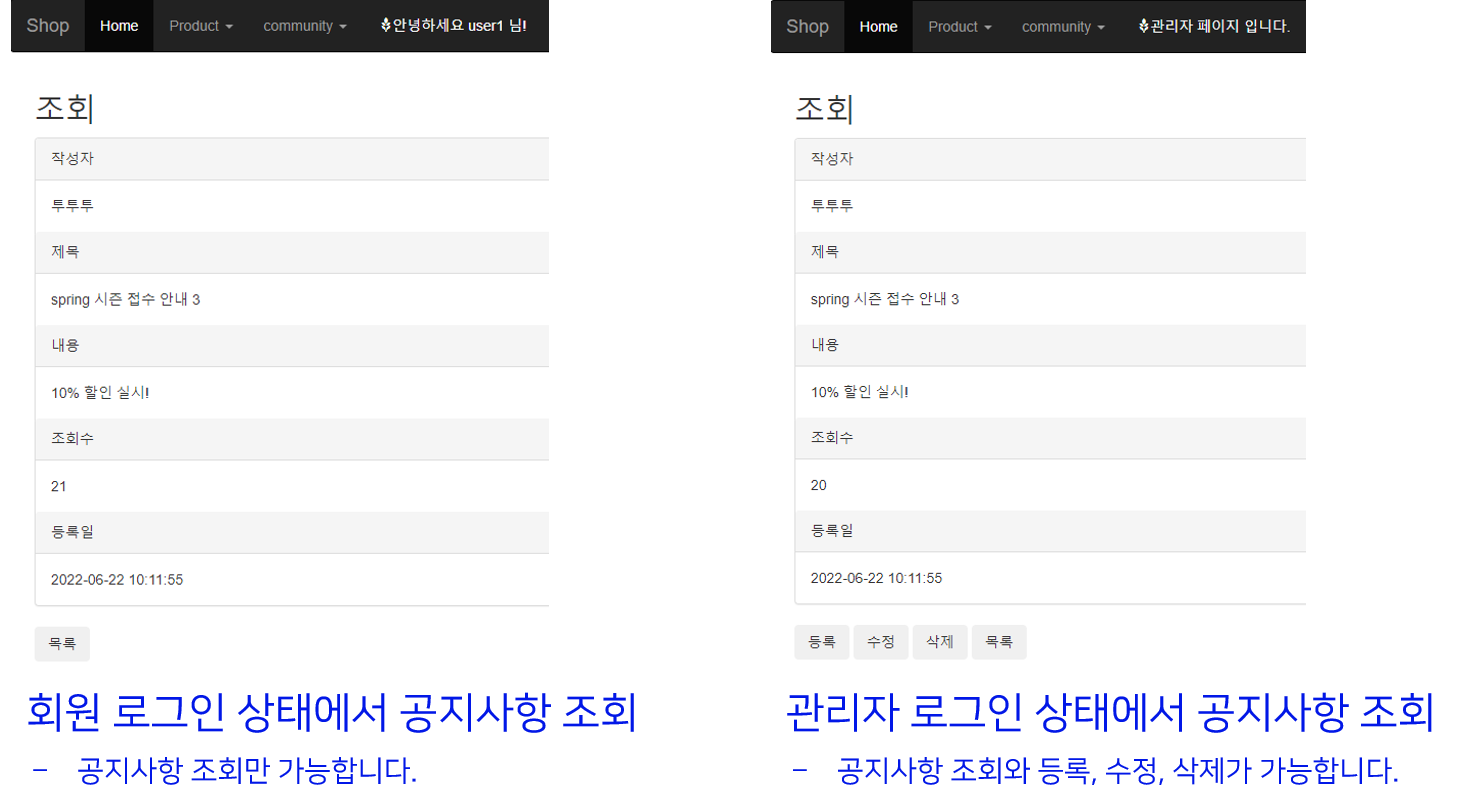 Shop Home Product community 안녕하세요 user1 님!
조회
작성자
투투투
제목
spring 시즌 접수 안내 3
내용
10% 할인 실시!
조회수
21
등록일
2022-06-22 10:11:55
목록
회원 로그인 상태에서 공지사항 조회
- 공지사항 조회만 가능합니다.
Shop Home Product community 관리자 페이지 입니다.
조회
작성자
투투투
제목
spring 시즌 접수 안내 3
내용
10% 할인 실시!
조회수
20
등록일
2022-06-22 10:11:55
등록 수정 삭제 목록
관리자 로그인 상태에서 공지사항 조회
- 공지사항 조회와 등록, 수정, 삭제가 가능합니다.